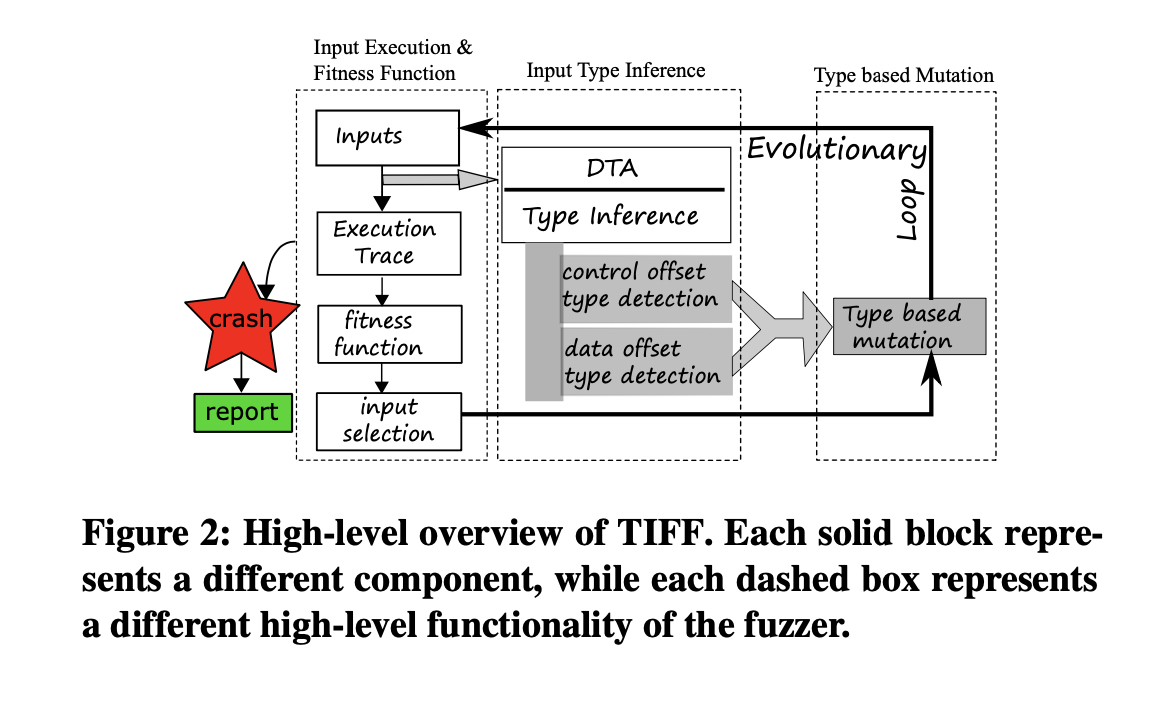 Input Execution &
Fitness Function
Input Type Inference
Type based Mutation
Inputs
Execution
Trace
fitness
function
input
selection
crash
report
DTA
Type Inference
control offset
type detection
data offset
type detection
Evolutionary
Loop
Type based
mutation
Figure 2: High-level overview of TIFF. Each solid block repre-
sents a different component, while each dashed box represents
a different high-level functionality of the fuzzer.